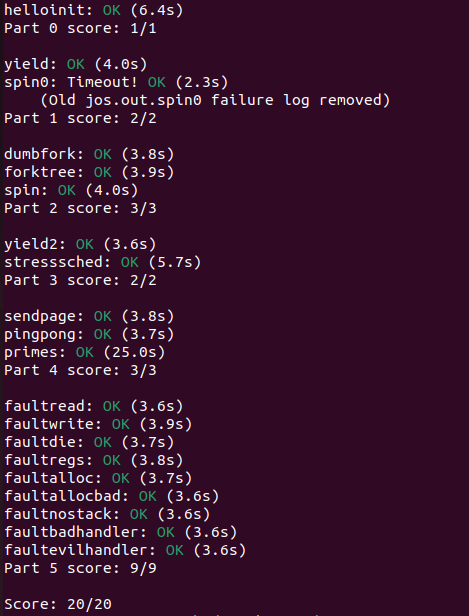 helloinit: OK (6.4s)
Part 0 score: 1/1
yield: OK (4.0s)
spin0: Timeout! OK (2.3s)
(Old jos.out.spin0 failure log removed)
Part 1 score: 2/2
dumbfork: OK (3.8s)
forktree: OK (3.9s)
spin: OK (4.0s)
Part 2 score: 3/3
yield2: OK (3.6s)
stresssched: OK (5.7s)
Part 3 score: 2/2
sendpage: OK (3.8s)
pingpong: OK (3.7s)
primes: OK (25.0s)
Part 4 score: 3/3
faultread: OK (3.6s)
faultwrite: OK (3.9s)
faultdie: OK (3.7s)
faultregs: OK (3.8s)
faultalloc: OK (3.7s)
faultallocbad: OK (3.6s)
faultnostack: OK (3.6s)
faultbadhandler: OK (3.6s)
faultevilhandler: OK (3.6s)
Part 5 score: 9/9
Score: 20/20